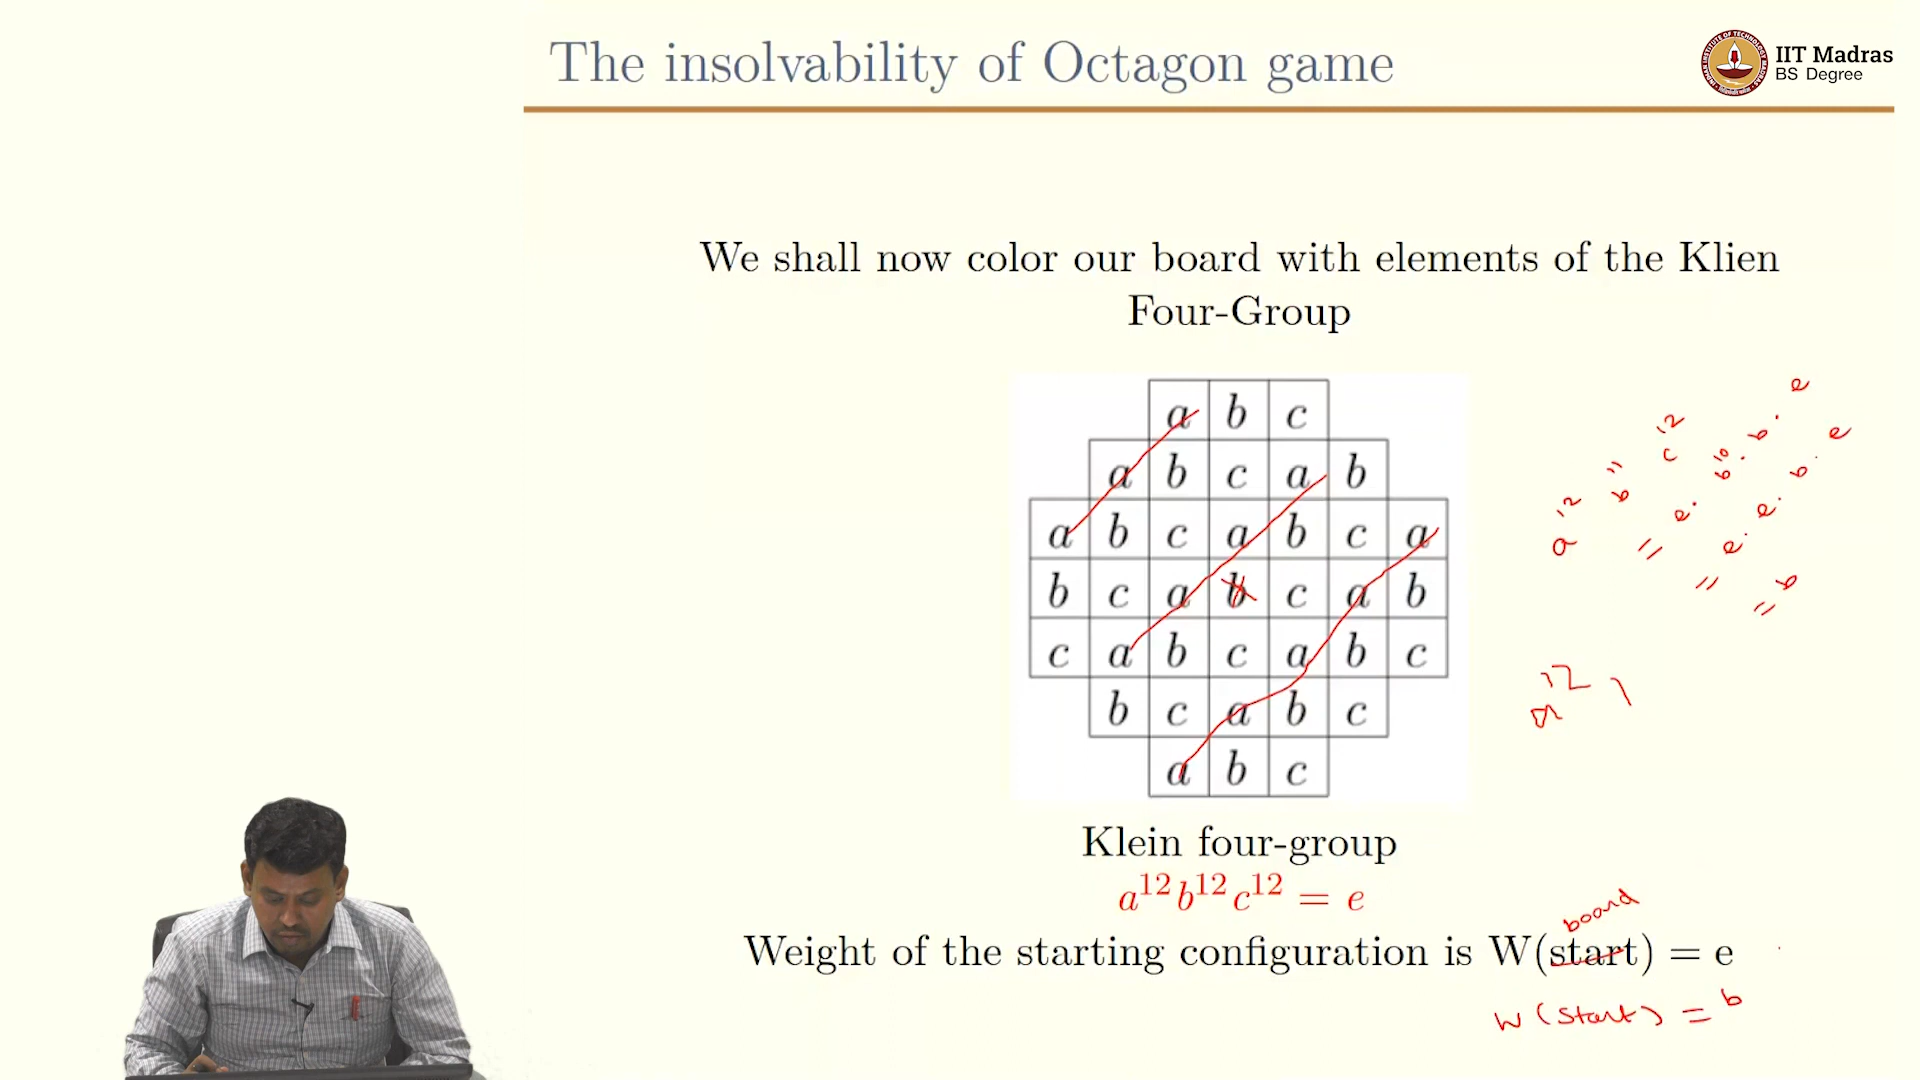 The insolvability of Octagon game
IIT Madras
BS Degree
We shall now color our board with elements of the Klien
Four-Group
a b c
a b c a b
a b c a b c a
b c a b c a b
c a b c a b c
b c a b c
a b c
a¹² b¹¹ c¹²
= e · b¹⁰ · b · e
= e · e · b · e
= b
12
Klein four-group
a¹²b¹²c¹² = e
board
Weight of the starting configuration is W(start) = e
W(start) = b